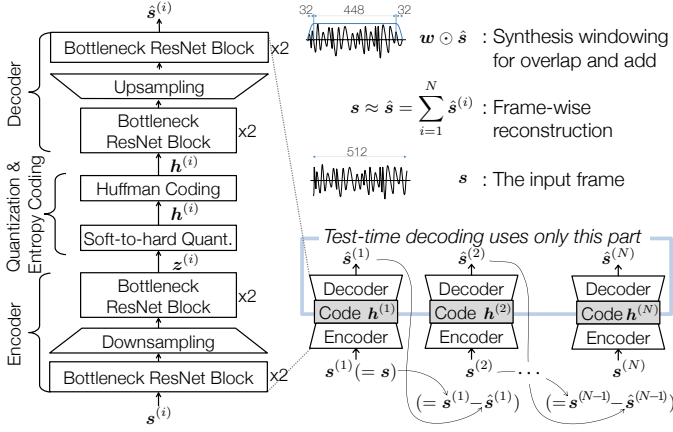 ŝ⁽ⁱ⁾
Bottleneck ResNet Block
x2
Upsampling
Bottleneck
ResNet Block
x2
Decoder
h⁽ⁱ⁾
Huffman Coding
h⁽ⁱ⁾
Soft-to-hard Quant.
Quantization &
Entropy Coding
z⁽ⁱ⁾
Bottleneck
ResNet Block
x2
Downsampling
Bottleneck ResNet Block
x2
Encoder
s⁽ⁱ⁾
32 448 32
w ⊙ ŝ : Synthesis windowing
for overlap and add
s ≈ ŝ = ∑ᵢ₌₁ᴺ ŝ⁽ⁱ⁾ : Frame-wise
reconstruction
512
s : The input frame
Test-time decoding uses only this part
ŝ⁽¹⁾ ŝ⁽²⁾ ŝ⁽ᴺ⁾
Decoder Decoder Decoder
Code h⁽¹⁾ Code h⁽²⁾ Code h⁽ᴺ⁾
Encoder Encoder Encoder
s⁽¹⁾(= s) s⁽²⁾ ··· s⁽ᴺ⁾
(= s⁽¹⁾−ŝ⁽¹⁾) (= s⁽ᴺ⁻¹⁾−ŝ⁽ᴺ⁻¹⁾)